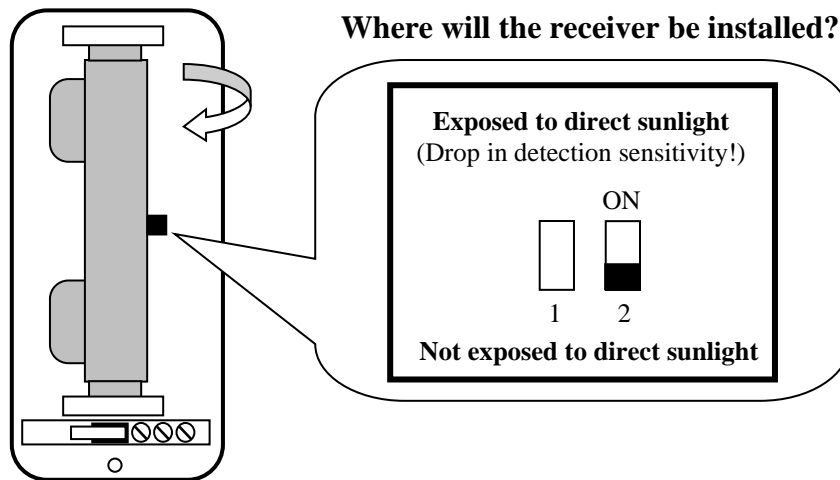 Where will the receiver be installed?
Exposed to direct sunlight
(Drop in detection sensitivity!)
ON
1 2
Not exposed to direct sunlight